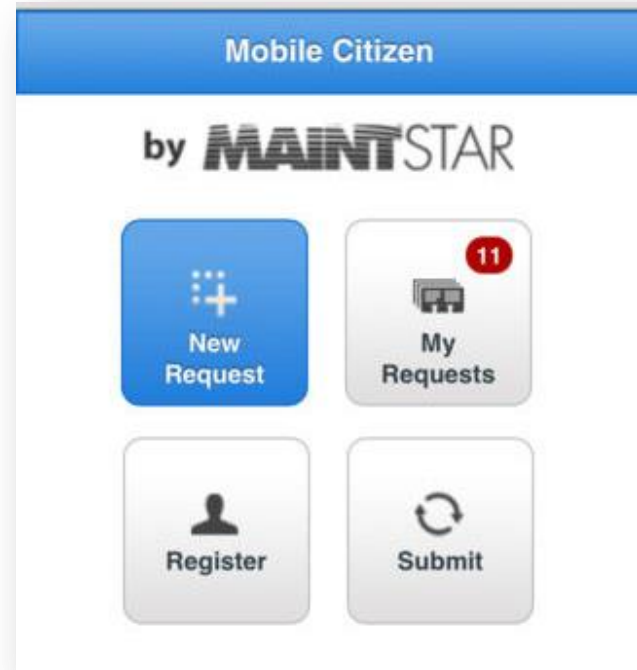 Mobile Citizen
by MAINTSTAR
New
Request
11
My
Requests
Register
Submit